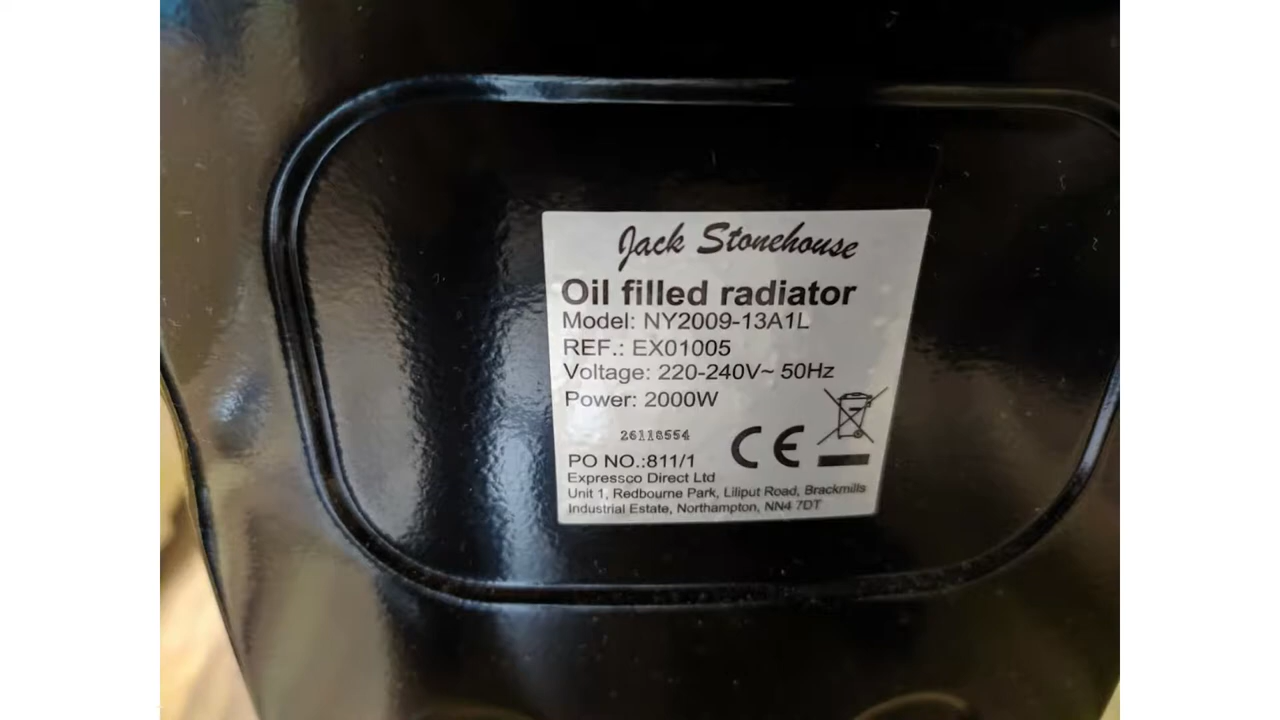 Jack Stonehouse
Oil filled radiator
Model: NY2009-13A1L
REF.: EX01005
Voltage: 220-240V~ 50Hz
Power: 2000W
26118554
CE
PO NO.:811/1
Expressco Direct Ltd
Unit 1, Redbourne Park, Liliput Road, Brackmills
Industrial Estate, Northampton, NN4 7DT